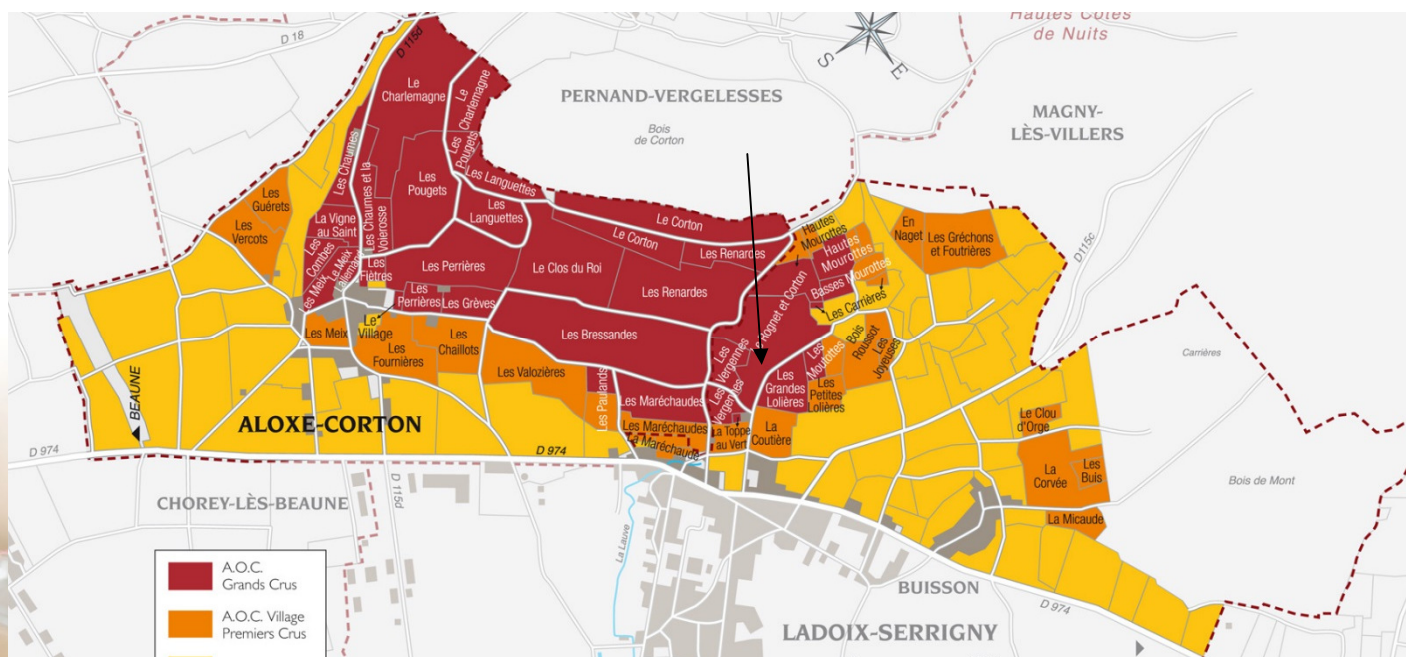 Hautes Côtes
de Nuits
D 18
D 115c
S
E
PERNAND-VERGELESSES
Bois
de Corton
MAGNY-
LÈS-VILLERS
Le
Charlemagne
Le
Charlemagne
Les
Pougets
Les Languettes
Les Chaumes
Les Chaumes et la
Voierosse
Les
Pougets
Les
Languettes
Le Corton
Le Corton
Les Renardes
Hautes
Mourottes
Hautes
Mourottes
Basses Mourottes
En
Naget
Les Gréchons
et Foutrières
D115c
Les
Guérets
Les
Vercots
La Vigne
au Saint
Les
Combes
Le Meix
Lallemand
Les Meix
Les
Fiètres
Les Perrières
Le Clos du Roi
Les Renardes
Rognet et Corton
Les Carrières
Bois
Roussot
Les
Joyeuses
Carrières
Les
Perrières
Les Grèves
Les Bressandes
Les
Vergennes
Les
Vergennes
Les
Moutottes
Les
Grandes
Lolières
Les
Petites
Lolières
Le
Village
Les Meix
Les
Fournières
Les
Chaillots
Les Valozières
Les Paulands
Les Maréchaudes
Les Maréchaudes
La Maréchaude
La Toppe
au Vert
La
Coutière
Le Clou
d'Orge
La
Corvée
Les
Buis
La Micaude
Bois de Mont
BEAUNE
ALOXE-CORTON
D 974
D 974
D 115d
CHOREY-LÈS-BEAUNE
La Lauve
BUISSON
D 974
LADOIX-SERRIGNY
A.O.C.
Grands Crus
A.O.C. Village
Premiers Crus